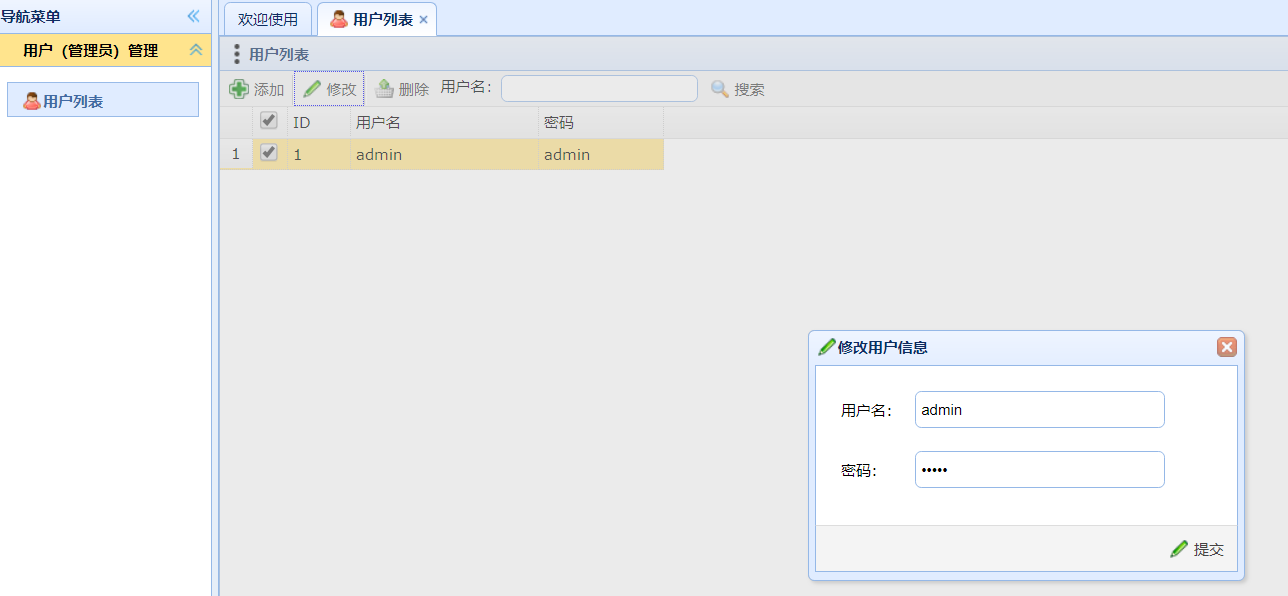 导航菜单
用户（管理员）管理
用户列表
欢迎使用 用户列表
用户列表
添加 修改 删除 用户名： 搜索
ID 用户名 密码
1 1 admin admin
修改用户信息
用户名： admin
密码： •••••
提交